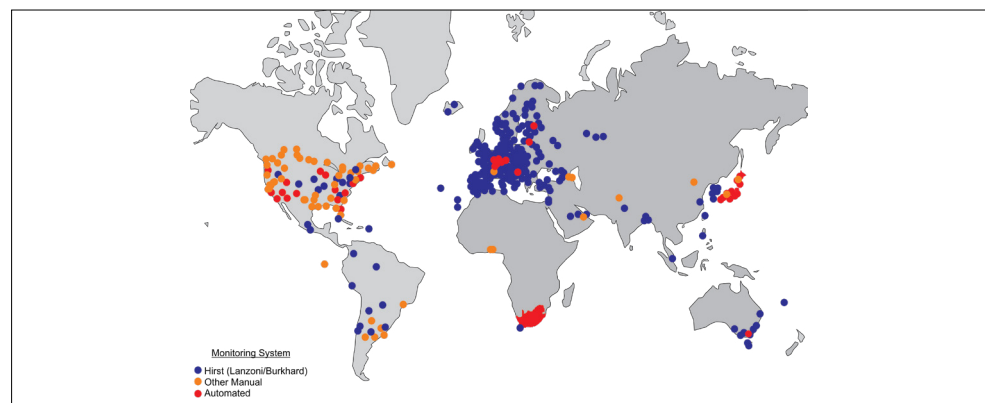 Monitoring System
Hirst (Lanzoni/Burkhard)
Other Manual
Automated